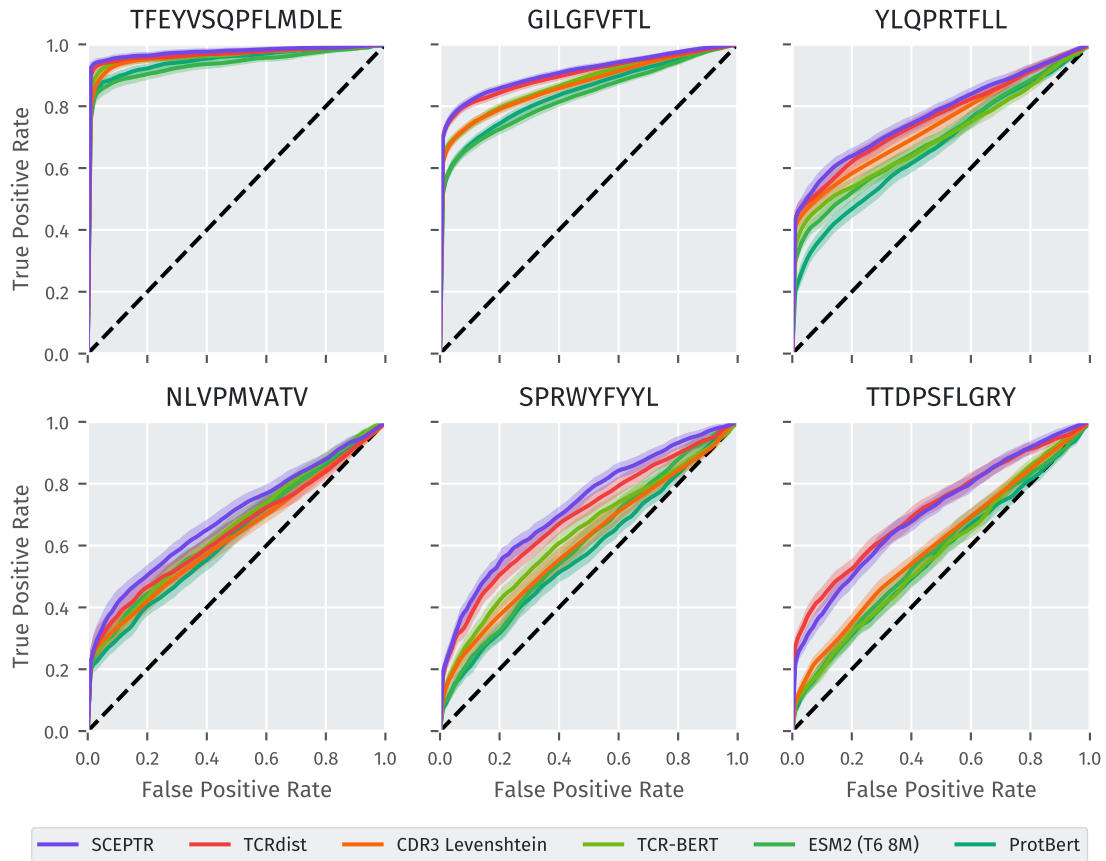 TFEYVSQPFLMDLE GILGFVFTL YLQPRTFLL
True Positive Rate
1.0
0.8
0.6
0.4
0.2
0.0
NLVPMVATV SPRWYFYYL TTDPSFLGRY
True Positive Rate
1.0
0.8
0.6
0.4
0.2
0.0
0.0 0.2 0.4 0.6 0.8 1.0 0.0 0.2 0.4 0.6 0.8 1.0 0.0 0.2 0.4 0.6 0.8 1.0
False Positive Rate False Positive Rate False Positive Rate
SCEPTR TCRdist CDR3 Levenshtein TCR-BERT ESM2 (T6 8M) ProtBert